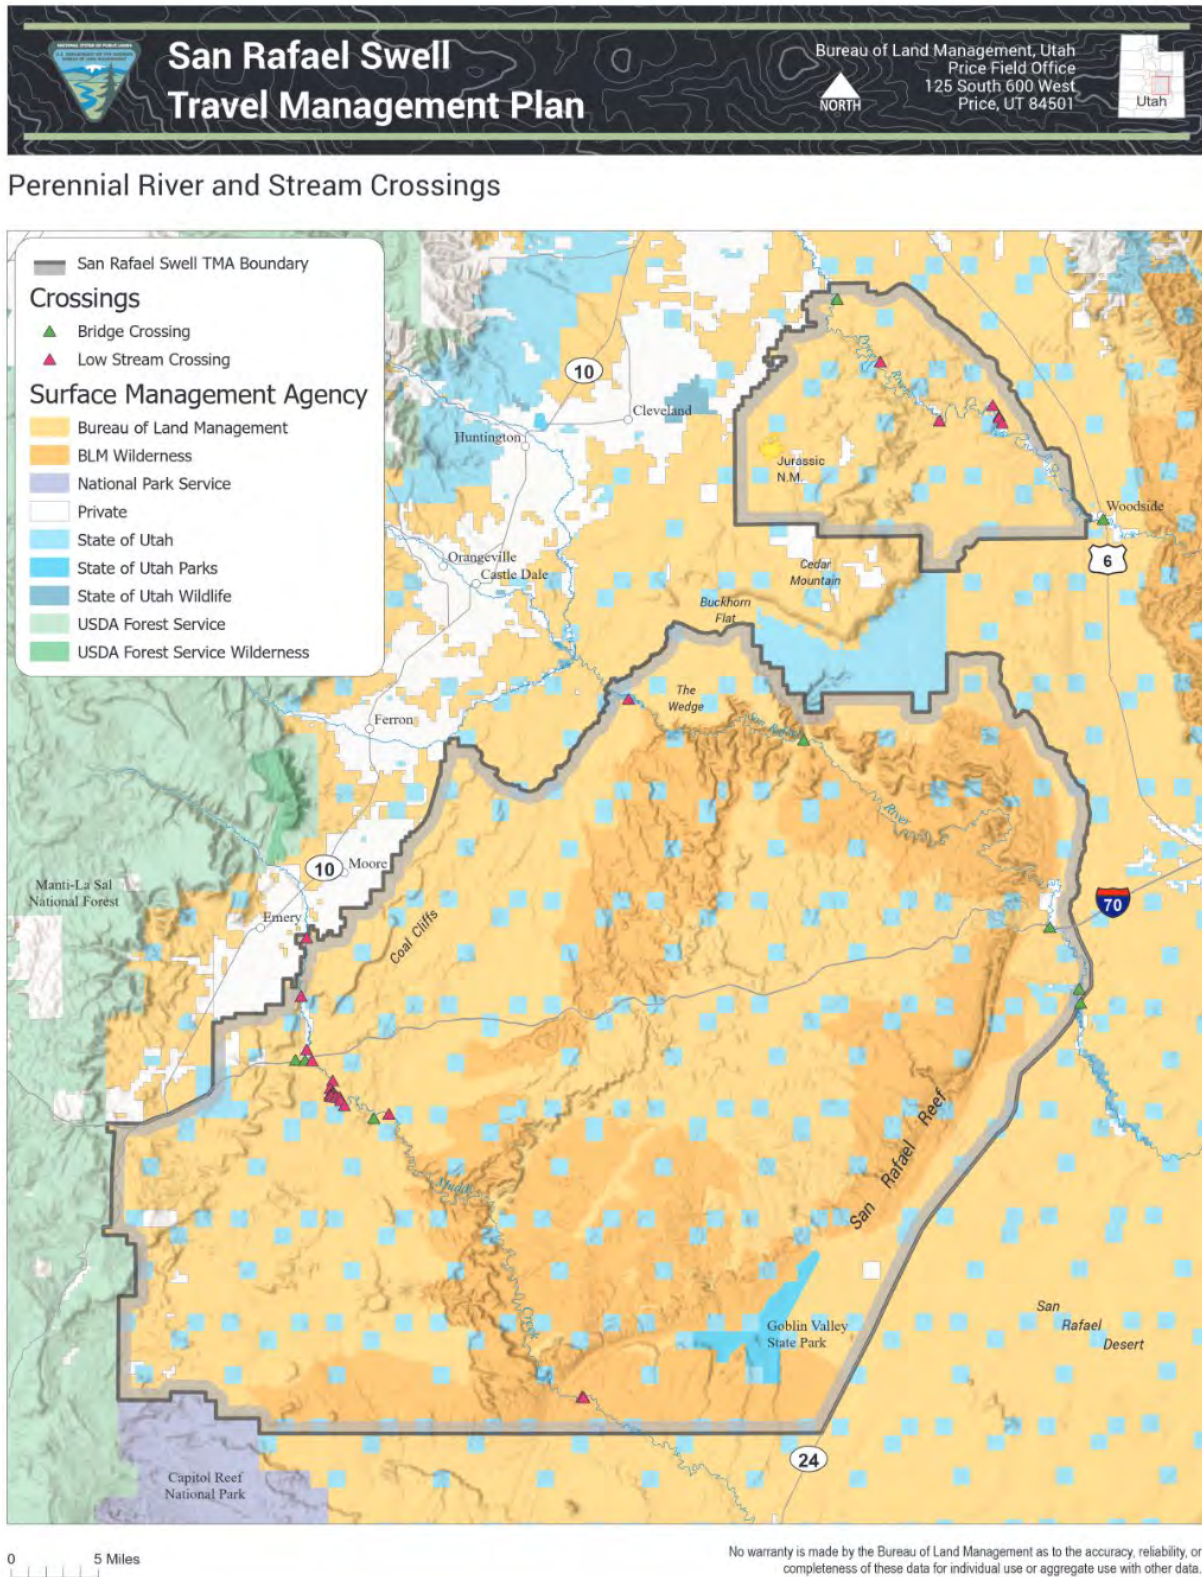 San Rafael Swell
Travel Management Plan
NORTH
Bureau of Land Management, Utah
Price Field Office
125 South 600 West
Price, UT 84501
Utah
Perennial River and Stream Crossings
San Rafael Swell TMA Boundary
Crossings
Bridge Crossing
Low Stream Crossing
Surface Management Agency
Bureau of Land Management
BLM Wilderness
National Park Service
Private
State of Utah
State of Utah Parks
State of Utah Wildlife
USDA Forest Service
USDA Forest Service Wilderness
10
Cleveland
Huntington
Price
River
Jurassic
N.M.
Woodside
6
Orangeville
Castle Dale
Cedar
Mountain
Buckhorn
Flat
The
Wedge
San Rafael
River
Ferron
10
Moore
Manti-La Sal
National Forest
Emery
Coal Cliffs
70
San Rafael Reef
Muddy
Creek
Goblin Valley
State Park
San
Rafael
Desert
24
Capitol Reef
National Park
0 5 Miles
No warranty is made by the Bureau of Land Management as to the accuracy, reliability, or
completeness of these data for individual use or aggregate use with other data.